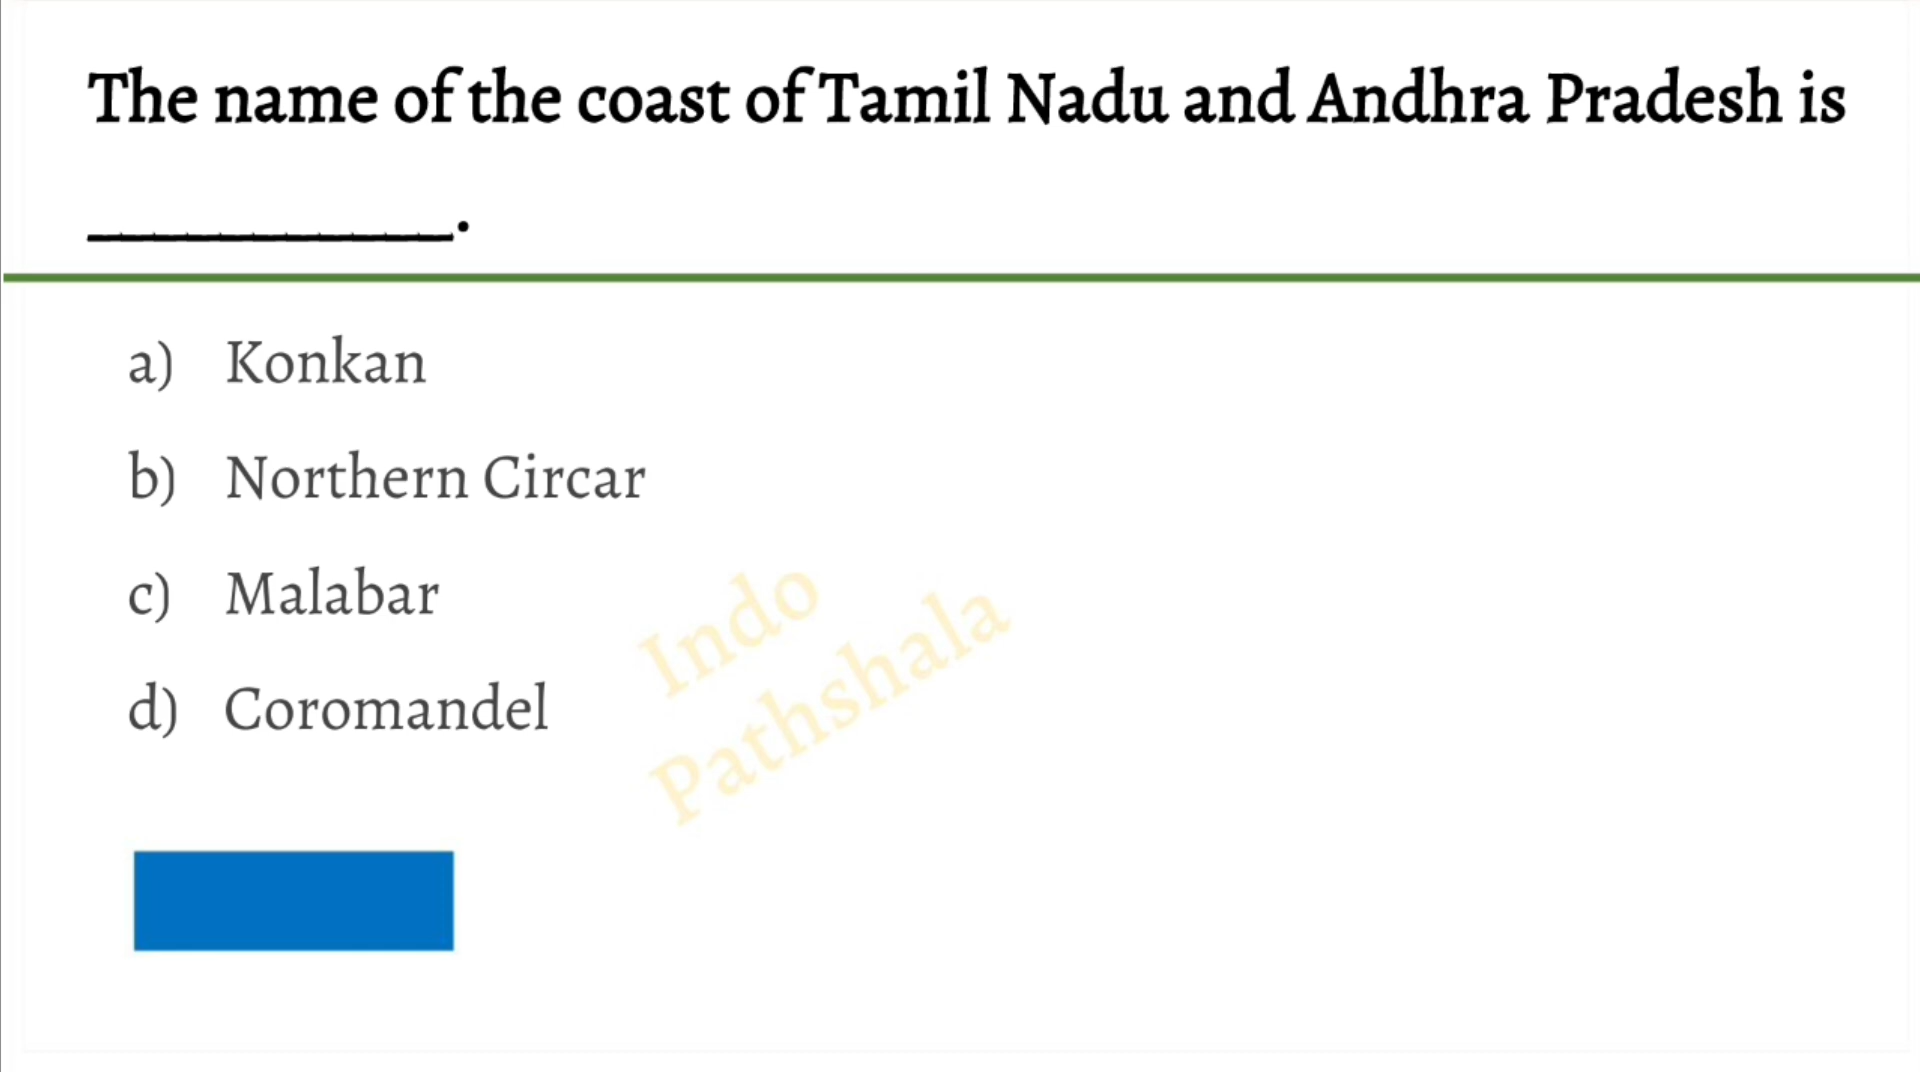 The name of the coast of Tamil Nadu and Andhra Pradesh is
___________.
a) Konkan
b) Northern Circar
c) Malabar
d) Coromandel
Indo
Pathshala